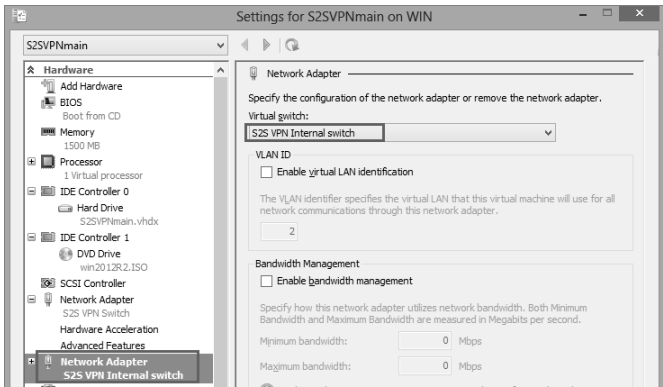 Settings for S2SVPNmain on WIN
S2SVPNmain
Hardware
Add Hardware
BIOS
Boot from CD
Memory
1500 MB
Processor
1 Virtual processor
IDE Controller 0
Hard Drive
S2SVPNmain.vhdx
IDE Controller 1
DVD Drive
win2012R2.ISO
SCSI Controller
Network Adapter
S2S VPN Switch
Hardware Acceleration
Advanced Features
Network Adapter
S2S VPN Internal switch
Network Adapter
Specify the configuration of the network adapter or remove the network adapter.
Virtual switch:
S2S VPN Internal switch
VLAN ID
Enable virtual LAN identification
The VLAN identifier specifies the virtual LAN that this virtual machine will use for all
network communications through this network adapter.
2
Bandwidth Management
Enable bandwidth management
Specify how this network adapter utilizes network bandwidth. Both Minimum
Bandwidth and Maximum Bandwidth are measured in Megabits per second.
Minimum bandwidth: 0 Mbps
Maximum bandwidth: 0 Mbps